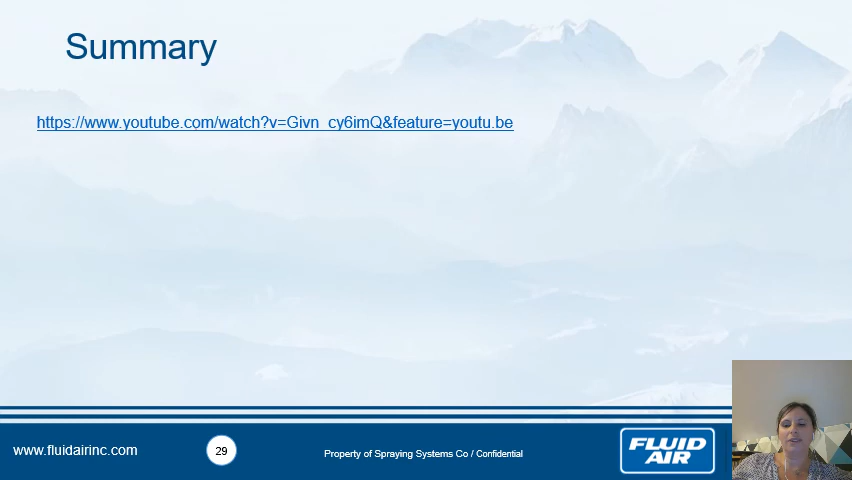 Summary
https://www.youtube.com/watch?v=Givn_cy6imQ&feature=youtu.be
www.fluidairinc.com
29
Property of Spraying Systems Co / Confidential
FLUID
AIR